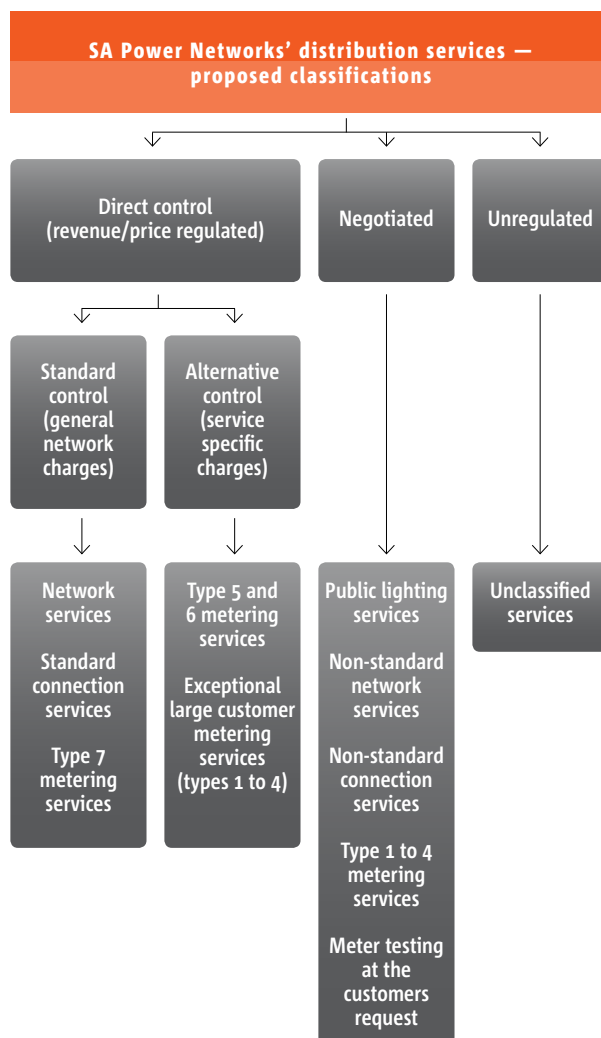 SA Power Networks' distribution services —
proposed classifications
Direct control
(revenue/price regulated)
Negotiated
Unregulated
Standard
control
(general
network
charges)
Alternative
control
(service
specific
charges)
Network
services
Standard
connection
services
Type 7
metering
services
Type 5 and
6 metering
services
Exceptional
large customer
metering
services
(types 1 to 4)
Public lighting
services
Non-standard
network
services
Non-standard
connection
services
Type 1 to 4
metering
services
Meter testing
at the
customers
request
Unclassified
services